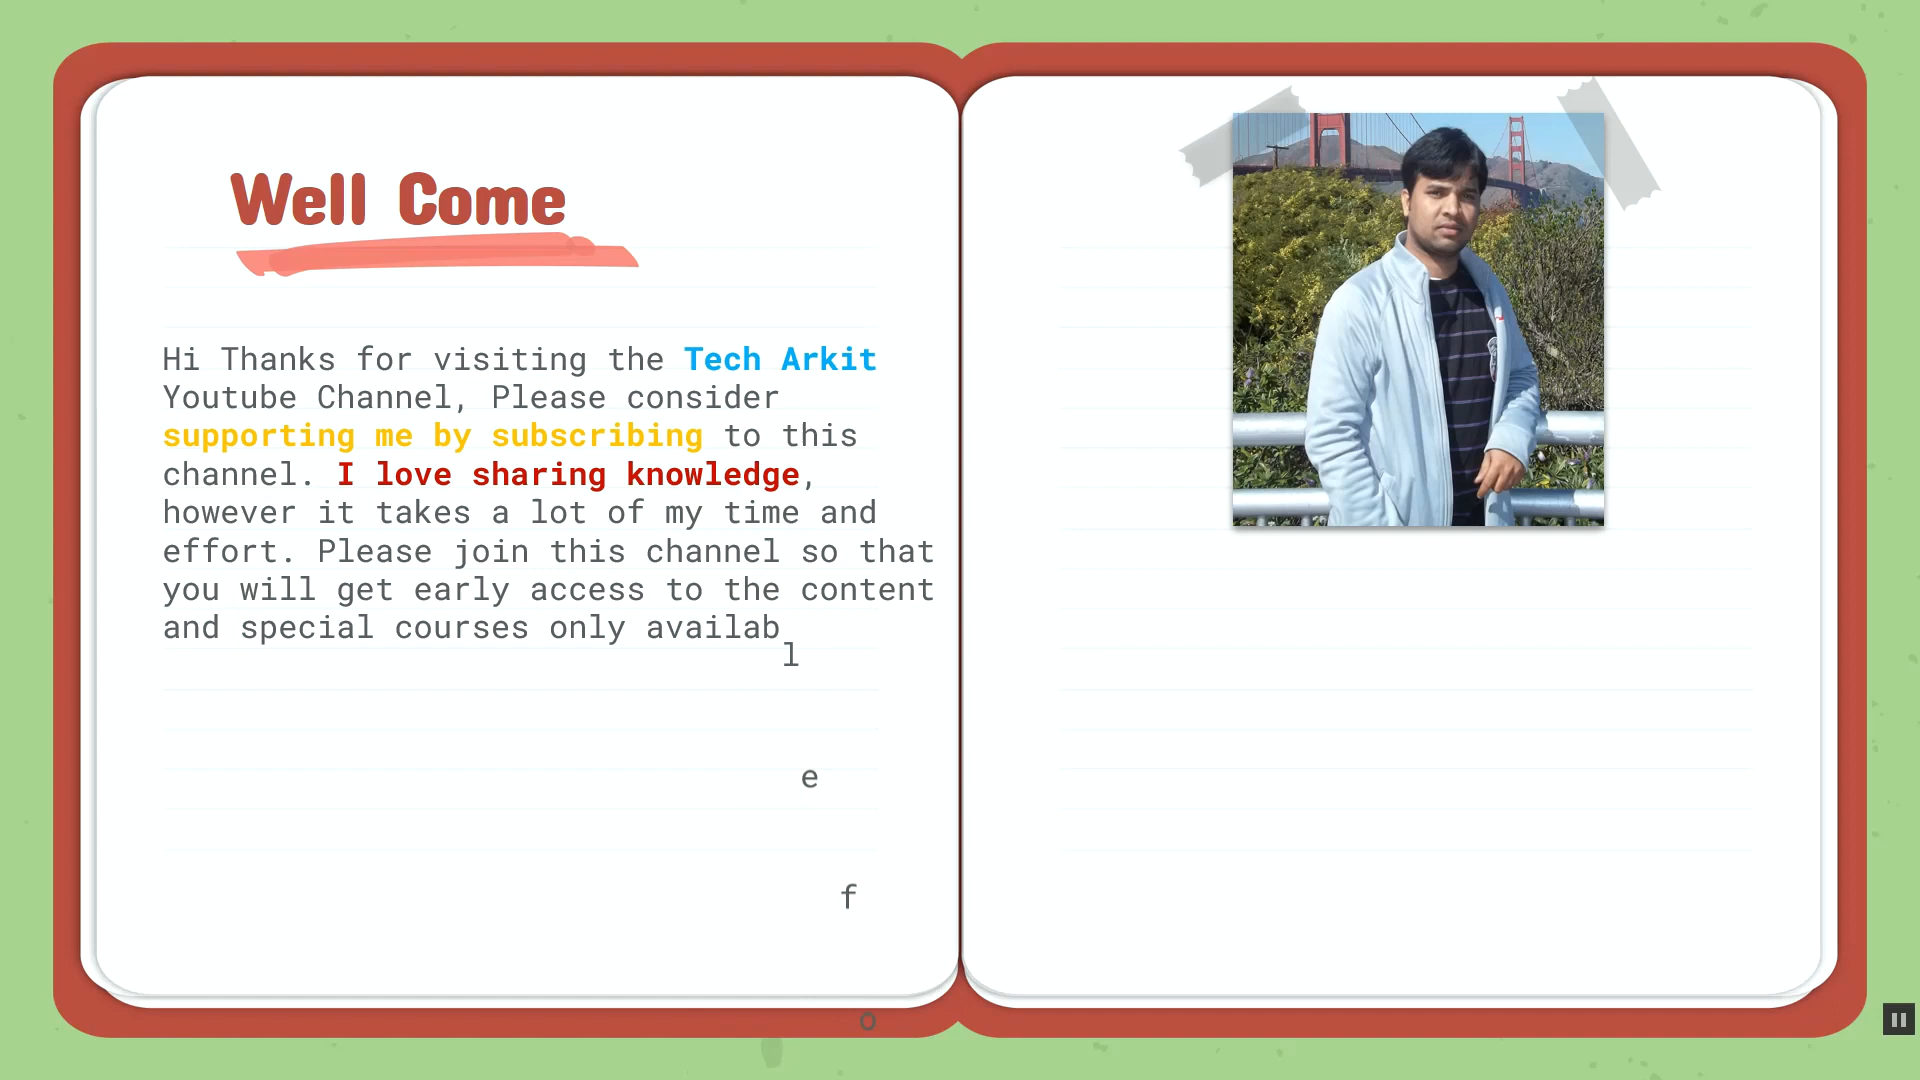 Well Come
Hi Thanks for visiting the Tech Arkit
Youtube Channel, Please consider
supporting me by subscribing to this
channel. I love sharing knowledge,
however it takes a lot of my time and
effort. Please join this channel so that
you will get early access to the content
and special courses only availab
l
e
f
o